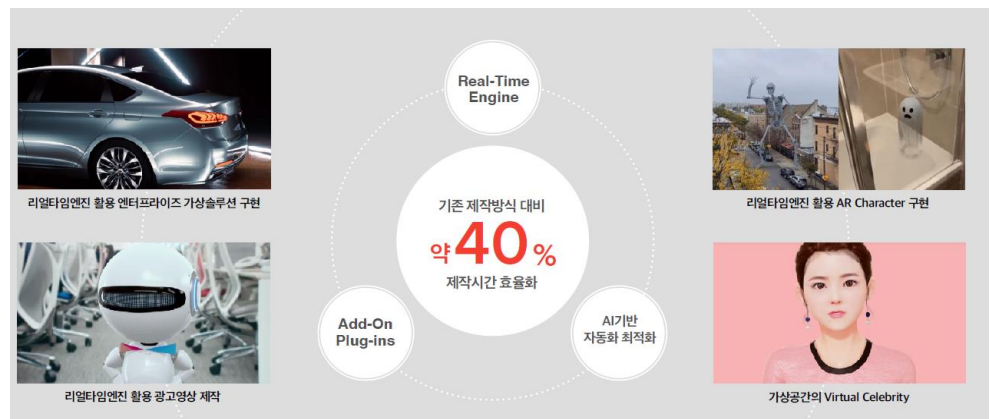 Real-Time
Engine
리얼타임엔진 활용 엔터프라이즈 가상솔루션 구현
리얼타임엔진 활용 AR Character 구현
기존 제작방식 대비
약40%
제작시간 효율화
Add-On
Plug-ins
AI기반
자동화 최적화
리얼타임엔진 활용 광고영상 제작
가상공간의 Virtual Celebrity